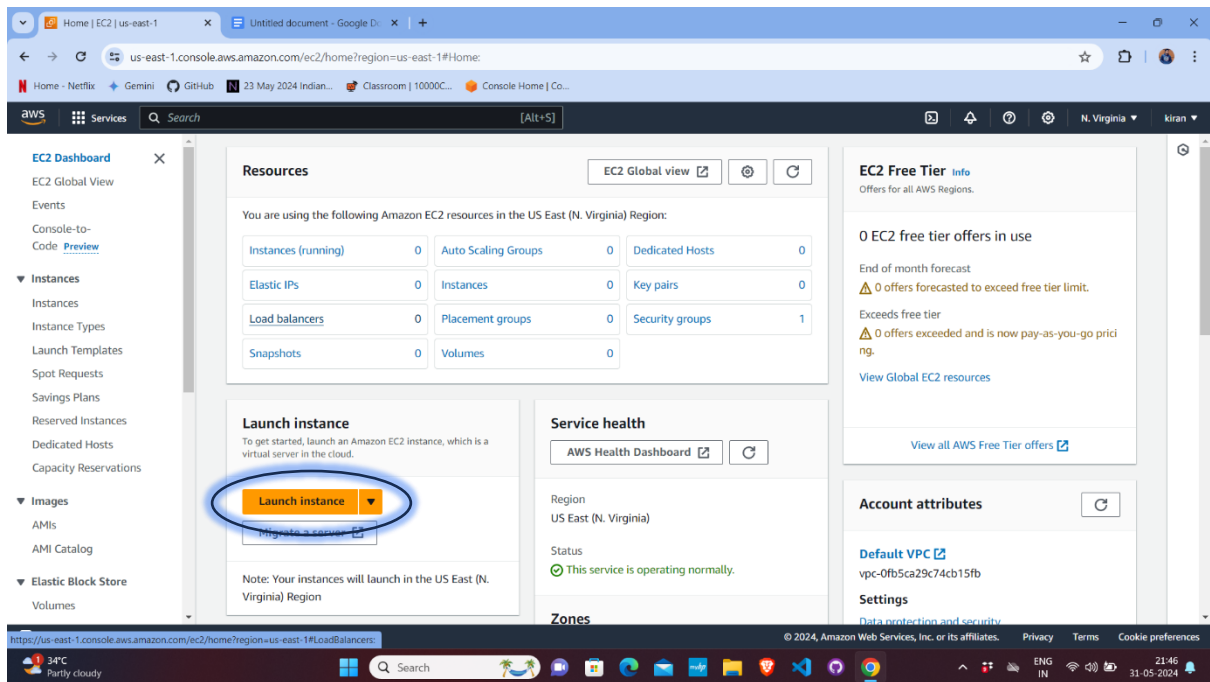 Home | EC2 | us-east-1
Untitled document - Google Do
us-east-1.console.aws.amazon.com/ec2/home?region=us-east-1#Home:
Home - Netflix
Gemini
GitHub
23 May 2024 Indian...
Classroom | 10000C...
Console Home | Co...
aws
Services
Search
[Alt+S]
N. Virginia
kiran
EC2 Dashboard
EC2 Global View
Events
Console-to-
Code Preview
Instances
Instances
Instance Types
Launch Templates
Spot Requests
Savings Plans
Reserved Instances
Dedicated Hosts
Capacity Reservations
Images
AMIs
AMI Catalog
Elastic Block Store
Volumes
Resources
EC2 Global view
You are using the following Amazon EC2 resources in the US East (N. Virginia) Region:
Instances (running) 0
Auto Scaling Groups 0
Dedicated Hosts 0
Elastic IPs 0
Instances 0
Key pairs 0
Load balancers 0
Placement groups 0
Security groups 1
Snapshots 0
Volumes 0
Launch instance
To get started, launch an Amazon EC2 instance, which is a
virtual server in the cloud.
Launch instance
Migrate a server
Note: Your instances will launch in the US East (N.
Virginia) Region
Service health
AWS Health Dashboard
Region
US East (N. Virginia)
Status
This service is operating normally.
Zones
EC2 Free Tier Info
Offers for all AWS Regions.
0 EC2 free tier offers in use
End of month forecast
0 offers forecasted to exceed free tier limit.
Exceeds free tier
0 offers exceeded and is now pay-as-you-go prici
ng.
View Global EC2 resources
View all AWS Free Tier offers
Account attributes
Default VPC
vpc-0fb5ca29c74cb15fb
Settings
Data protection and security
https://us-east-1.console.aws.amazon.com/ec2/home?region=us-east-1#LoadBalancers:
© 2024, Amazon Web Services, Inc. or its affiliates.
Privacy
Terms
Cookie preferences
1
34°C
Partly cloudy
Search
ENG
IN
21:46
31-05-2024